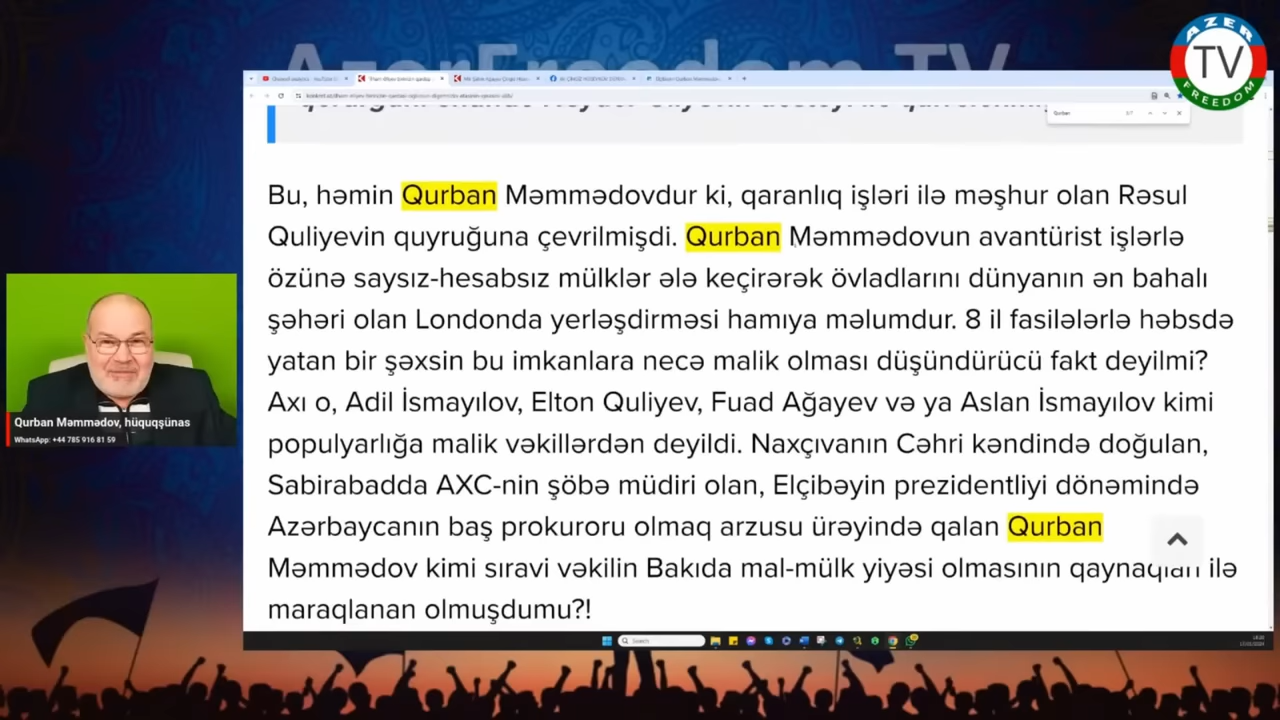 AzerFreedom TV
AZER
TV
FREEDOM
Qurban
Bu, həmin Qurban Məmmədovdur ki, qaranlıq işləri ilə məşhur olan Rəsul
Quliyevin quyruğuna çevrilmişdi. Qurban Məmmədovun avantürist işlərlə
özünə saysız-hesabsız mülklər ələ keçirərək övladlarını dünyanın ən bahalı
şəhəri olan Londonda yerləşdirməsi hamıya məlumdur. 8 il fasilələrlə həbsdə
yatan bir şəxsin bu imkanlara necə malik olması düşündürücü fakt deyilmi?
Axı o, Adil İsmayılov, Elton Quliyev, Fuad Ağayev və ya Aslan İsmayılov kimi
populyarlığa malik vəkillərdən deyildi. Naxçıvanın Cəhri kəndində doğulan,
Sabirabadda AXC-nin şöbə müdiri olan, Elçibəyin prezidentliyi dönəmində
Azərbaycanın baş prokuroru olmaq arzusu ürəyində qalan Qurban
Məmmədov kimi sıravi vəkilin Bakıda mal-mülk yiyəsi olmasının qaynaqları ilə
maraqlanan olmuşdumu?!
Qurban Məmmədov, hüquqşünas
WhatsApp: +44 785 916 81 59
Search